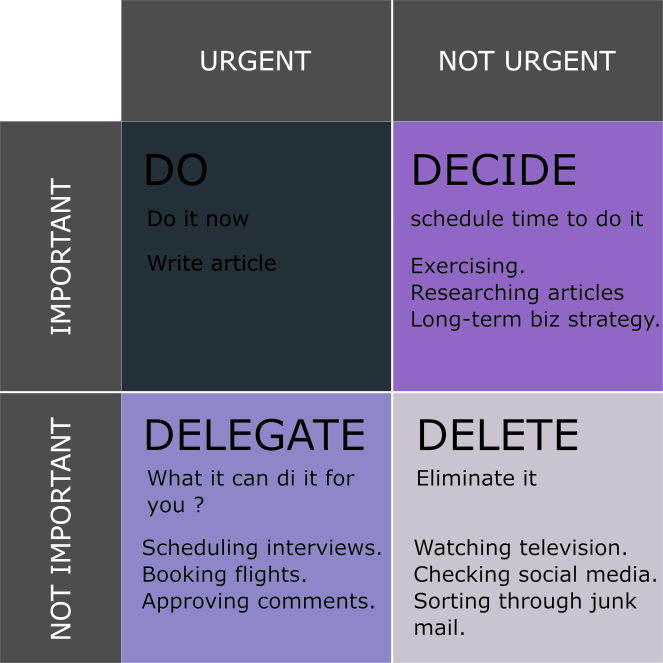 URGENT
NOT URGENT
IMPORTANT
DO
Do it now
Write article
DECIDE
schedule time to do it
Exercising.
Researching articles
Long-term biz strategy.
NOT IMPORTANT
DELEGATE
What it can di it for
you ?
Scheduling interviews.
Booking flights.
Approving comments.
DELETE
Eliminate it
Watching television.
Checking social media.
Sorting through junk
mail.